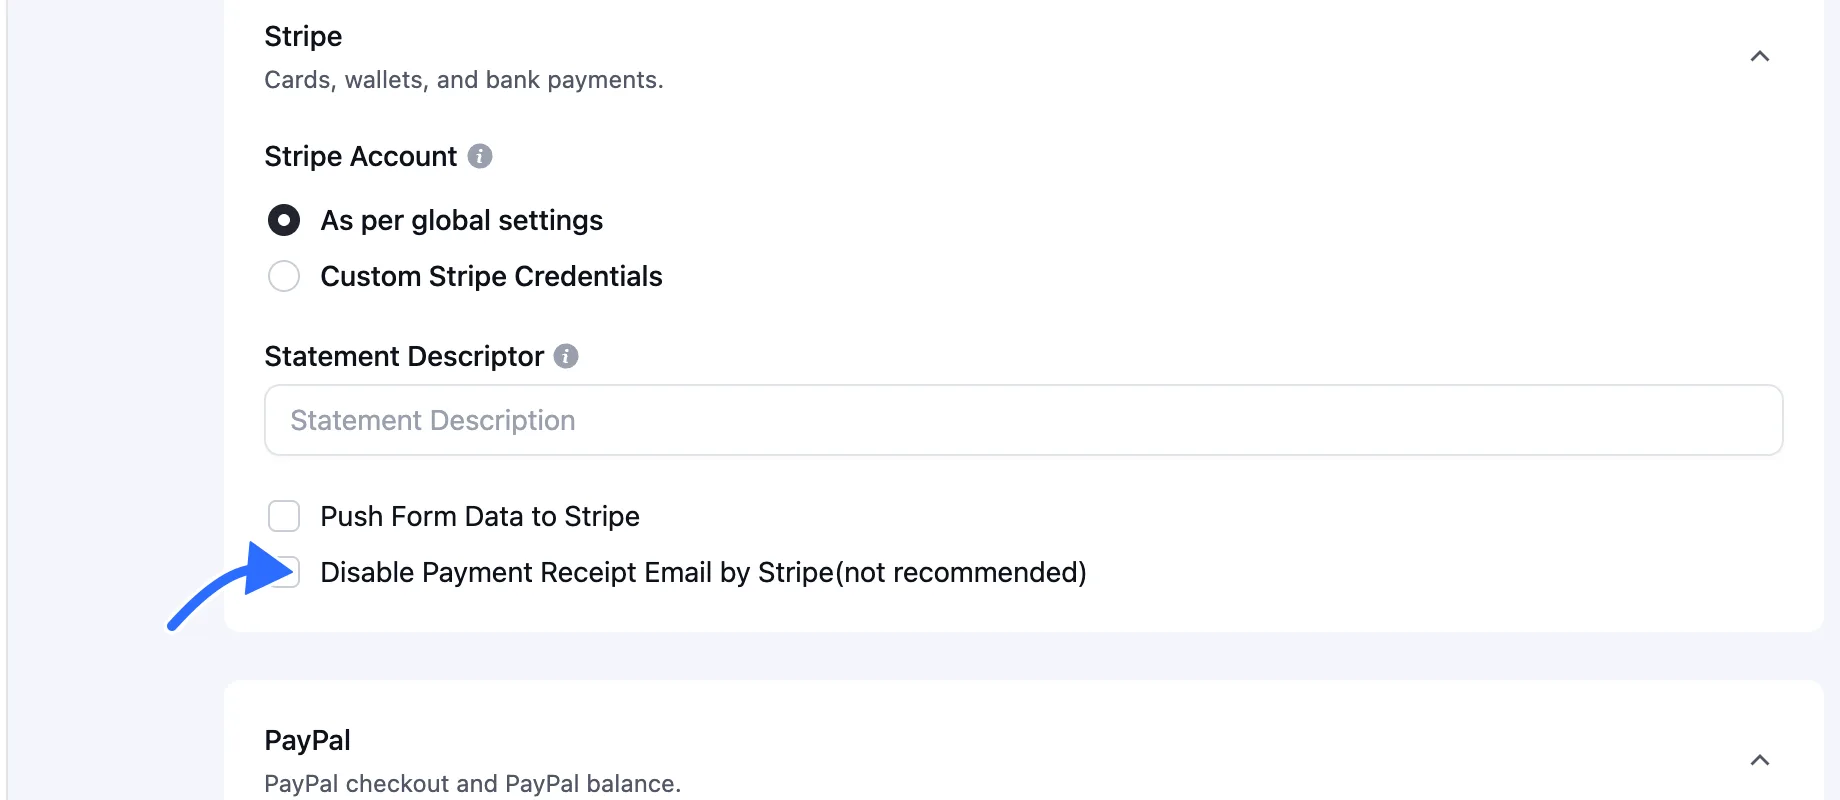 Stripe
Cards, wallets, and bank payments.
Stripe Account
As per global settings
Custom Stripe Credentials
Statement Descriptor
Statement Description
Push Form Data to Stripe
Disable Payment Receipt Email by Stripe(not recommended)
PayPal
PayPal checkout and PayPal balance.